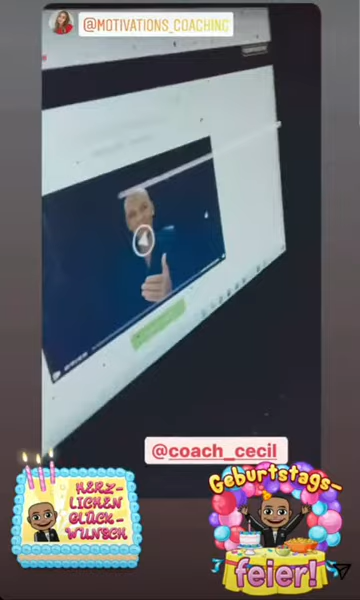 @MOTIVATIONS_COACHING
@coach_cecil
HERZ-
LICHEN
GLÜCK-
WUNSCH
Geburtstags-
feier!